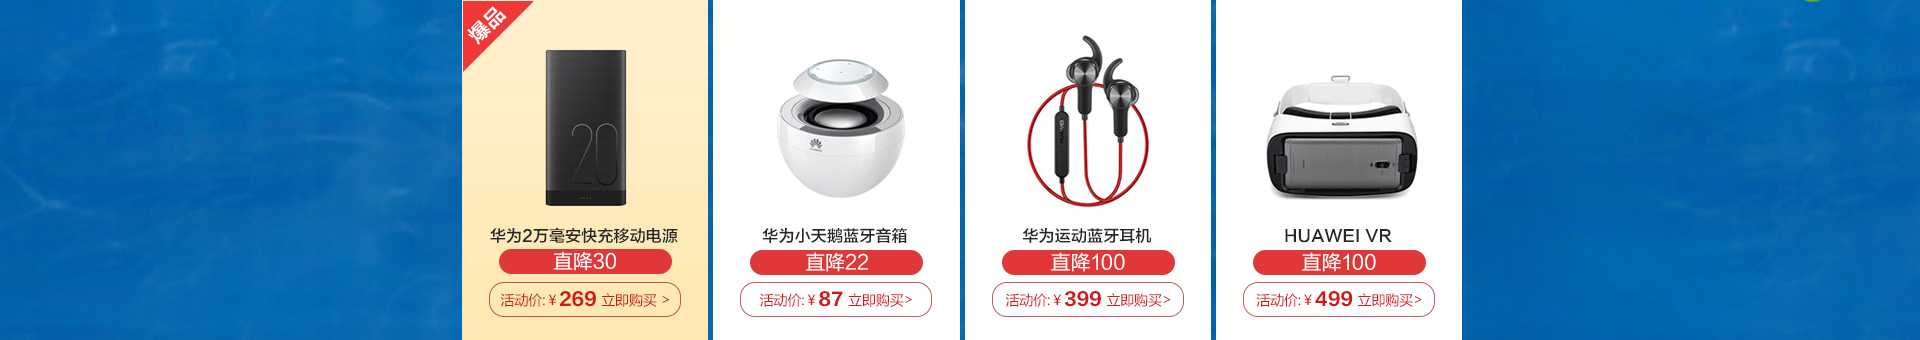 爆品
20
华为2万毫安快充移动电源
直降30
活动价:¥269 立即购买 >
华为小天鹅蓝牙音箱
直降22
活动价:¥87 立即购买>
华为运动蓝牙耳机
直降100
活动价:¥399 立即购买>
HUAWEI VR
直降100
活动价:¥499 立即购买>